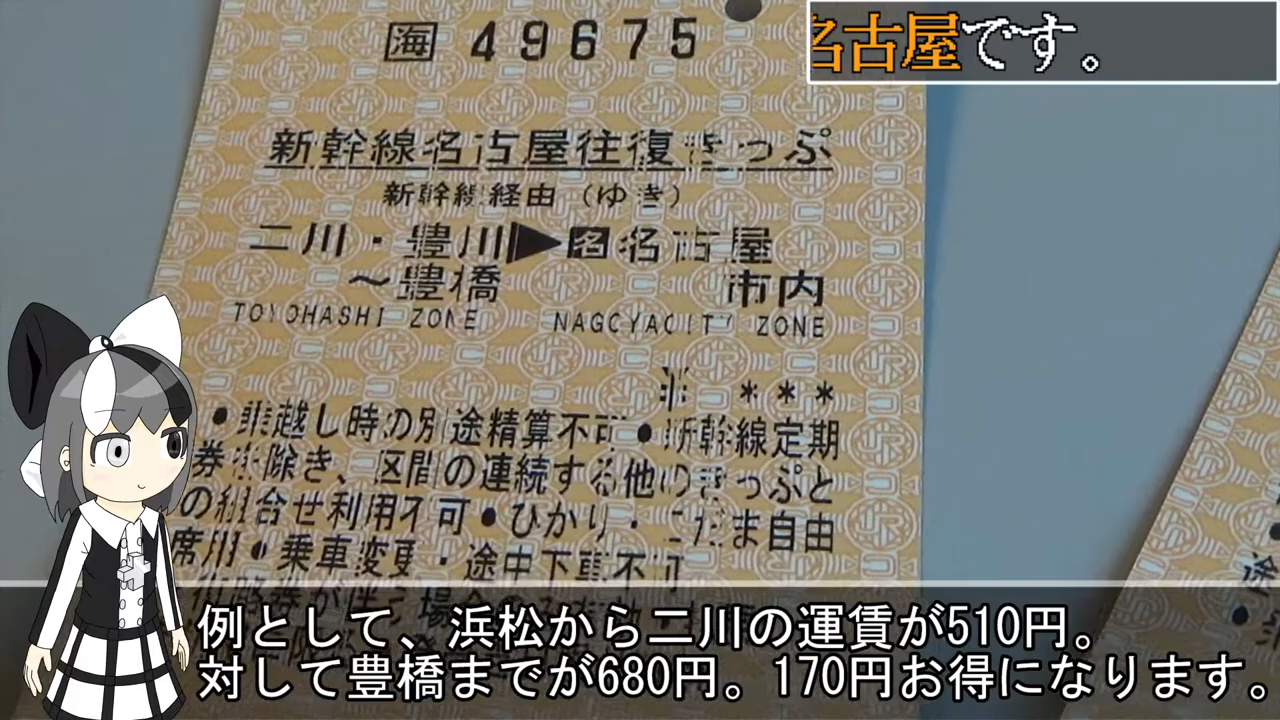 名古屋です。
海 49675
新幹線名古屋往復きっぷ
新幹線経由(ゆき)
二川・豊川▶名名古屋
～豊橋 市内
TOYOHASHI ZONE NAGOYACITY ZONE
＊＊＊
●乗越し時の別途精算不可●新幹線定期
券を除き、区間の連続する他のきっぷと
の組合せ利用不可●ひかり・こだま自由
席用●乗車変更・途中下車不可
例として、浜松から二川の運賃が510円。
対して豊橋までが680円。170円お得になります。